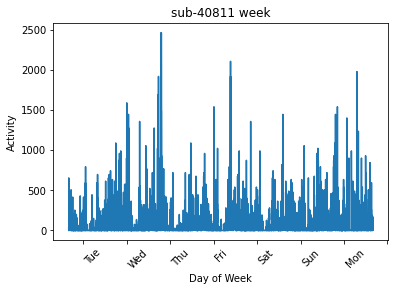 sub-40811 week
Activity
2500
2000
1500
1000
500
0
Tue
Wed
Thu
Fri
Sat
Sun
Mon
Day of Week